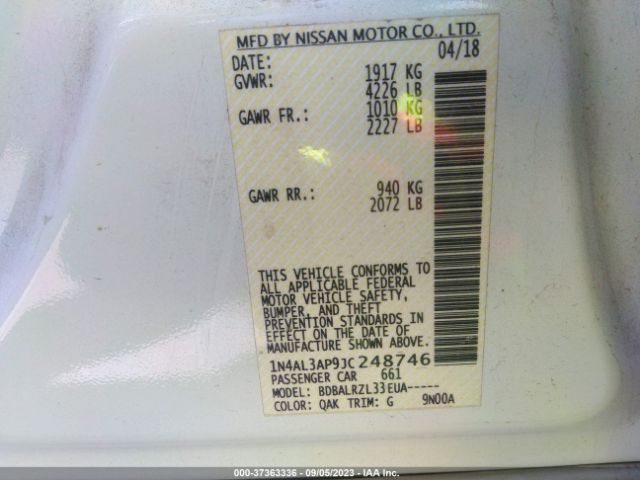 MFD BY NISSAN MOTOR CO., LTD.
DATE: 04/18
GVWR: 1917 KG
4226 LB
GAWR FR.: 1010 KG
2227 LB
GAWR RR.: 940 KG
2072 LB
THIS VEHICLE CONFORMS TO
ALL APPLICABLE FEDERAL
MOTOR VEHICLE SAFETY,
BUMPER, AND THEFT
PREVENTION STANDARDS IN
EFFECT ON THE DATE OF
MANUFACTURE SHOWN ABOVE.
1N4AL3AP9JC248746
PASSENGER CAR 661
MODEL: BDBALRZL33EUA-----
COLOR: QAK TRIM: G 9N00A
000-37363336 - 09/05/2023 - IAA Inc.